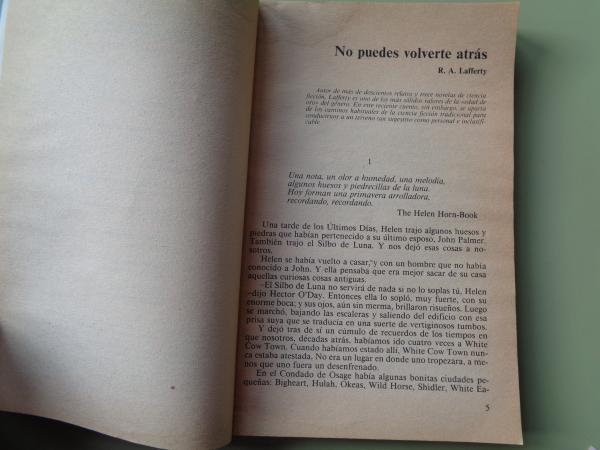 No puedes volverte atrás
R. A. Lafferty
Autor de más de doscientos relatos y trece novelas de ciencia
ficción, Lafferty es uno de los más sólidos valores de la «edad de
oro» del género. En este reciente cuento, sin embargo, se aparta
de los caminos habituales de la ciencia ficción tradicional para
conducirnos a un terreno tan sugestivo como personal e inclasifi-
cable.
1
Una nota, un olor a humedad, una melodía,
algunos huesos y piedrecillas de la luna.
Hoy forman una primavera arrolladora,
recordando, recordando.
The Helen Horn-Book
Una tarde de los Últimos Días, Helen trajo algunos huesos y
piedras que habían pertenecido a su último esposo, John Palmer.
También trajo el Silbo de Luna. Y nos dejó esas cosas a no-
sotros.
Helen se había vuelto a casar, y con un hombre que no había
conocido a John. Y ella pensaba que era mejor sacar de su casa
aquellas curiosas cosas antiguas.
–El Silbo de Luna no servirá de nada si no lo soplas tú, Helen
–dijo Hector O'Day. Entonces ella lo sopló, muy fuerte, con su
enorme boca; y sus ojos, aún sin merma, brillaron risueños. Luego
se marchó, bajando las escaleras y saliendo del edificio con esa
prisa suya que se traducía en una suerte de vertiginosos tumbos.
Y dejó tras de sí un cúmulo de recuerdos de los tiempos en
que nosotros, décadas atrás, habíamos ido cuatro veces a White
Cow Town. Cuando habíamos estado allí, White Cow Town nun-
ca estaba atestada. No era un lugar en donde uno tropezara, a me-
nos que uno fuera un desenfrenado.
En el Condado de Osage había algunas bonitas ciudades pe-
queñas: Bigheart, Hulah, Okeas, Wild Horse, Shidler, White Ea-
5